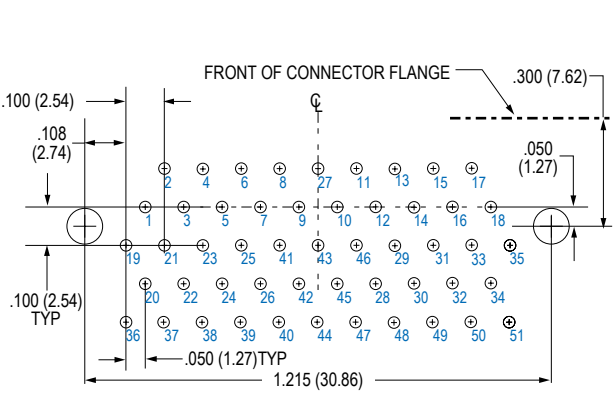 FRONT OF CONNECTOR FLANGE
.300 (7.62)
.100 (2.54)
℄
.108
(2.74)
.050
(1.27)
2 4 6 8 27 11 13 15 17
1 3 5 7 9 10 12 14 16 18
19 21 23 25 41 43 46 29 31 33 35
.100 (2.54)
TYP
20 22 24 26 42 45 28 30 32 34
36 37 38 39 40 44 47 48 49 50 51
.050 (1.27)TYP
1.215 (30.86)